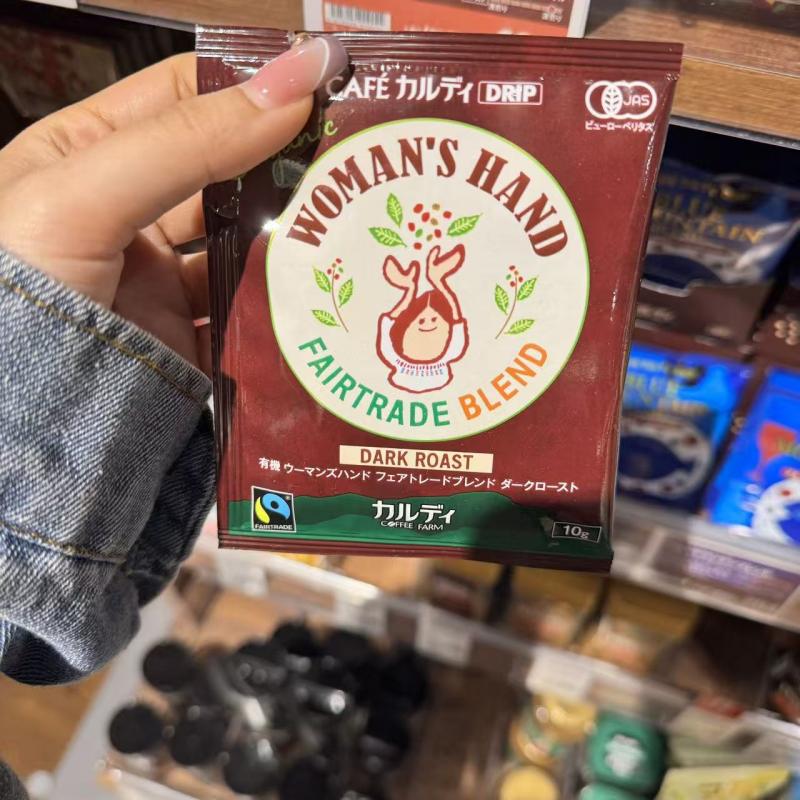 CAFÉ カルディ DRIP
JAS
ビューローベリタス
WOMAN'S HAND
FAIRTRADE BLEND
DARK ROAST
有機 ウーマンズハンド フェアトレードブレンド ダークロースト
FAIRTRADE
カルディ
COFFEE FARM
10g